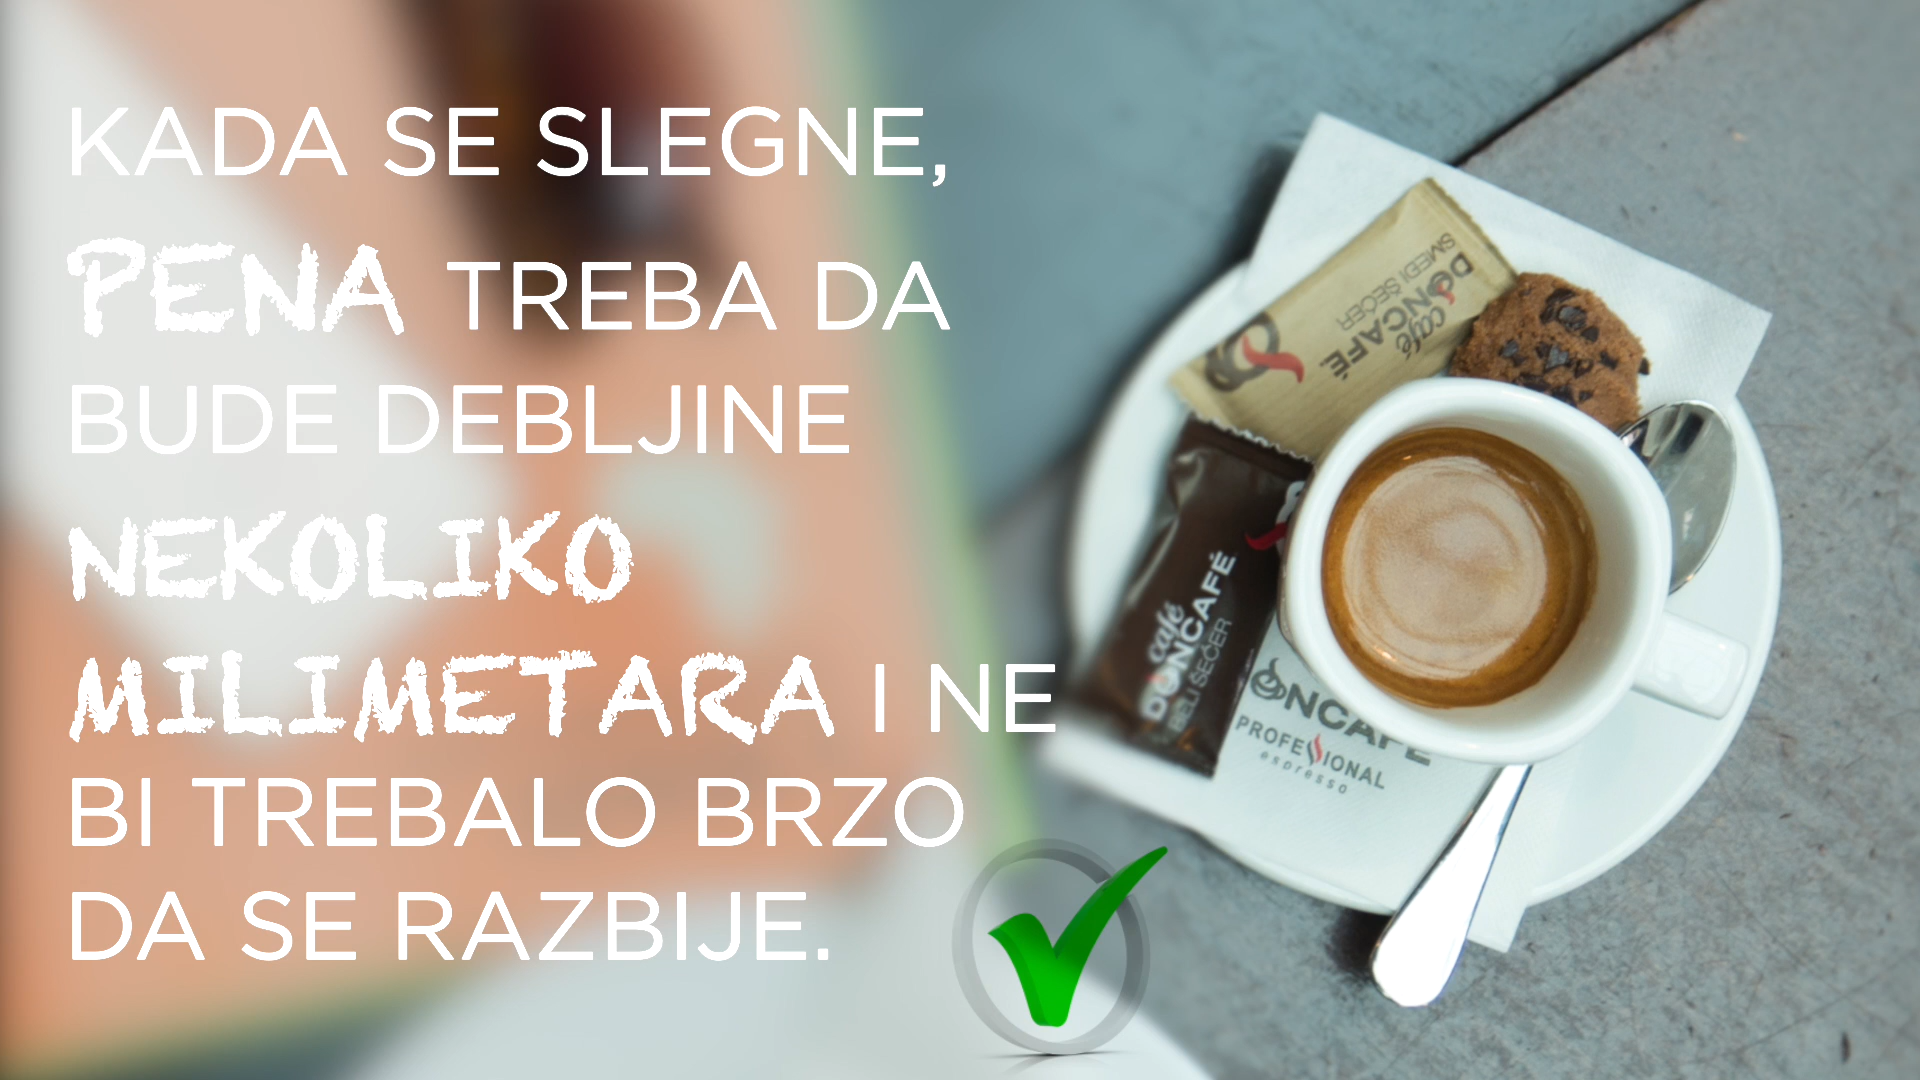 KADA SE SLEGNE,
PENA TREBA DA
BUDE DEBLJINE
NEKOLIKO
MILIMETARA I NE
BI TREBALO BRZO
DA SE RAZBIJE.
café
DONCAFÉ
SMEĐI ŠEĆER
café
DONCAFÉ
BELI ŠEĆER
ONCAFÉ
PROFESSIONAL
espresso